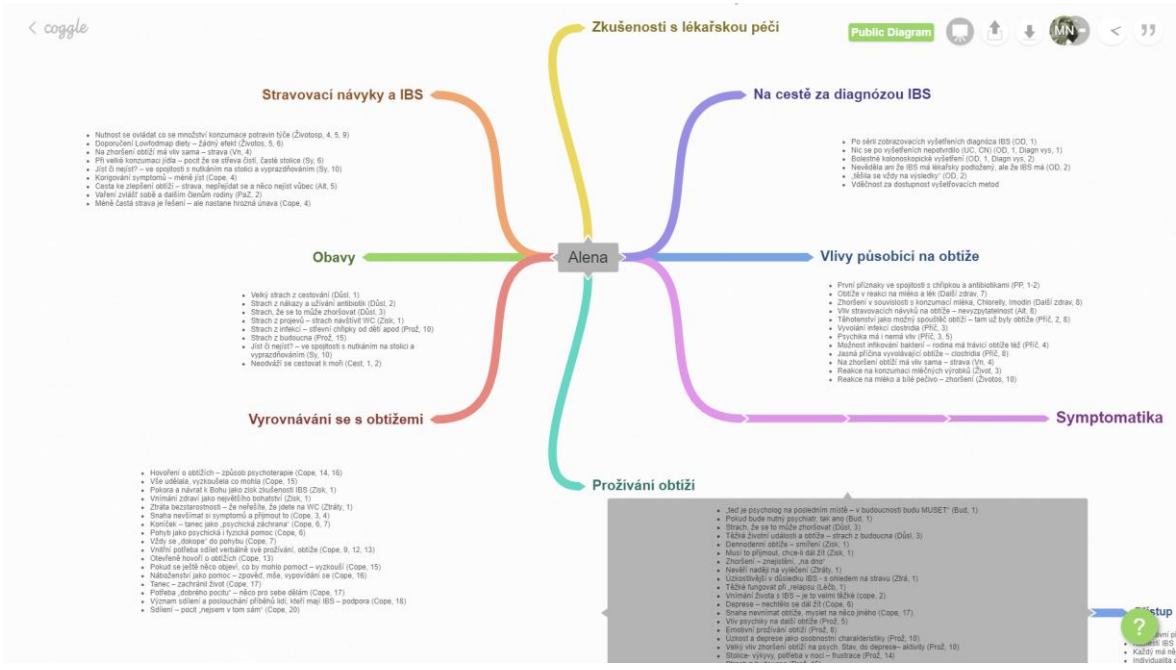 coggle
Zkušenosti s lékařskou péčí
Public Diagram
MN
Stravovací návyky a IBS
Nutnost se ovládat co se množství konzumace potravin týče (Životosp, 4, 5, 9)
Doporučení Lowfodmap diety – žádný efekt (Životos, 5, 6)
Na zhoršení obtíží má vliv sama – strava (Vn, 4)
Při velké konzumaci jídla – pocit že se střeva čistí, časté stolice (Sy, 6)
Jíst či nejíst? – ve spojitosti s nutkáním na stolici a vyprazdňováním (Sy, 10)
Korigování symptomů – méně jíst (Cope, 4)
Cesta ke zlepšení obtíží – strava, nepřejídat se a něco nejíst vůbec (Alt, 5)
Vaření zvlášť sobě a dalším členům rodiny (PaZ, 2)
Méně častá strava je řešení – ale nastane hrozná únava (Cope, 4)
Na cestě za diagnózou IBS
Po sérii zobrazovacích vyšetřeních diagnóza IBS (OD, 1)
Nic se po vyšetřeních nepotvrdilo (UC, CN) (OD, 1, Diagn vys, 1)
Bolestné kolonoskopické vyšetření (OD, 1, Diagn vys, 2)
Nevěděla ani že IBS má lékařsky podložený, ale že IBS má (OD, 2)
„těšila se vždy na výsledky“ (OD, 2)
Vděčnost za dostupnost vyšetřovacích metod
Alena
Obavy
Velký strach z cestování (Důsl, 1)
Strach z nákazy a užívání antibiotik (Důsl, 2)
Strach, že se to může zhoršovat (Důsl, 3)
Strach z projevů – strach navštívit WC (Zisk, 1)
Strach z infekcí – střevní chřipky od dětí apod (Prož, 10)
Strach z budoucna (Prož, 15)
Jíst či nejíst? – ve spojitosti s nutkáním na stolici a
vyprazdňováním (Sy, 10)
Neodváží se cestovat k moři (Cest, 1, 2)
Vlivy působící na obtíže
První příznaky ve spojitosti s chřipkou a antibiotikami (PP, 1-2)
Obtíže v reakci na mléko a lék (Další zdrav, 7)
Zhoršení v souvislosti s konzumací mléka, Chlorelly, Imodin (Další zdrav, 8)
Vliv stravovacích návyků na obtíže – nevyzpytatelnost (Alt, 8)
Těhotenství jako možný spouštěč obtíží – tam už byly obtíže (Příč, 2, 8)
Vyvolání infekcí clostridia (Příč, 3)
Psychika má i nemá vliv (Příč, 3, 5)
Možnost infikování bakterií – rodina má trávicí obtíže též (Příč, 4)
Jasná příčina vyvolávající obtíže – clostridia (Příč, 8)
Na zhoršení obtíží má vliv sama – strava (Vn, 4)
Reakce na konzumaci mléčných výrobků (Život, 3)
Reakce na mléko a bílé pečivo – zhoršení (Životos, 10)
Vyrovnávání se s obtížemi
Hovoření o obtížích – způsob psychoterapie (Cope, 14, 16)
Vše udělala, vyzkoušela co mohla (Cope, 15)
Pokora a návrat k Bohu jako zisk zkušenosti IBS (Zisk, 1)
Vnímání zdraví jako největšího bohatství (Zisk, 1)
Ztráta bezstarostnosti – že neřešíte, že jdete na WC (Ztráty, 1)
Snaha nevšímat si symptomů a přijmout to (Cope, 3, 4)
Koníček – tanec jako „psychická záchrana“ (Cope, 6, 7)
Pohyb jako psychická i fyzická pomoc (Cope, 6)
Vždy se „dokope“ do pohybu (Cope, 7)
Vnitřní potřeba sdílet verbálně své prožívání, obtíže (Cope, 9, 12, 13)
Otevřeně hovoří o obtížích (Cope, 13)
Pokud se ještě něco objeví, co by mohlo pomoct – vyzkouší (Cope, 15)
Náboženství jako pomoc – zpověď, mše, vypovídání se (Cope, 16)
Tanec – zachránil život (Cope, 17)
Potřeba „dobrého pocitu“ – něco pro sebe dělám (Cope, 17)
Význam sdílení a poslouchání příběhů lidí, kteří mají IBS – podpora (Cope, 18)
Sdílení – pocit „nejsem v tom sám“ (Cope, 20)
Symptomatika
Prožívání obtíží
„teď je psycholog na posledním místě – v budoucnosti budu MUSET“ (Bud, 1)
Pokud bude nutný psychiatr, tak ano (Bud, 1)
Strach, že se to může zhoršovat (Důsl, 3)
Těžké životní události a obtíže – strach z budoucna (Důsl, 3)
Dennodenní obtíže – smíření (Zisk, 1)
Musí to přijmout, chce-li dál žít (Zisk, 1)
Zhoršení – znejistění, „na dno“
Nevěří naději na vyléčení (Ztráty, 1)
Úzkostlivější v důsledku IBS - s ohledem na stravu (Ztrá, 1)
Těžké fungovat při „relapsu (Léčb, 1)
Vnímání života s IBS – je to velmi těžké (cope, 2)
Deprese – nechtělo se dál žít (Cope, 6)
Snaha nevnímat obtíže, myslet na něco jiného (Cope, 17)
Vliv psychiky na další obtíže (Prož, 5)
Emotivní prožívání obtíží (Prož, 8)
Úzkost a deprese jako osobnostní charakteristiky (Prož, 10)
Velký vliv zhoršení obtíží na psych. Stav, do deprese– aktivity (Prož, 10)
Stolice- výkyvy, potřeba v noci – frustrace (Prož, 14)
Každý má
Individualita